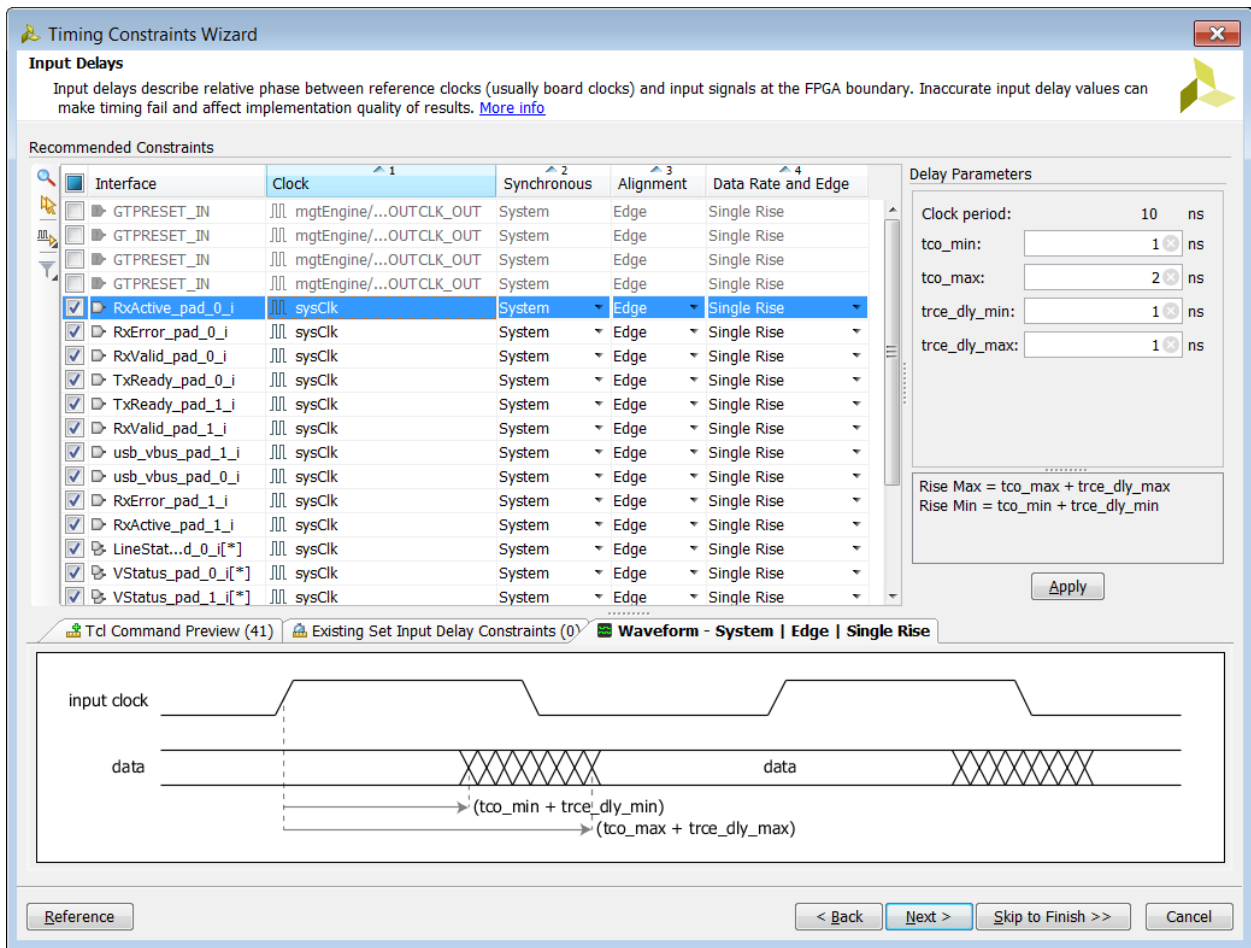 Timing Constraints Wizard
Input Delays
Input delays describe relative phase between reference clocks (usually board clocks) and input signals at the FPGA boundary. Inaccurate input delay values can
make timing fail and affect implementation quality of results. More info
Recommended Constraints
Interface Clock 1 Synchronous 2 Alignment 3 Data Rate and Edge 4
GTPRESET_IN mgtEngine/...OUTCLK_OUT System Edge Single Rise
GTPRESET_IN mgtEngine/...OUTCLK_OUT System Edge Single Rise
GTPRESET_IN mgtEngine/...OUTCLK_OUT System Edge Single Rise
GTPRESET_IN mgtEngine/...OUTCLK_OUT System Edge Single Rise
RxActive_pad_0_i sysClk System Edge Single Rise
RxError_pad_0_i sysClk System Edge Single Rise
RxValid_pad_0_i sysClk System Edge Single Rise
TxReady_pad_0_i sysClk System Edge Single Rise
TxReady_pad_1_i sysClk System Edge Single Rise
RxValid_pad_1_i sysClk System Edge Single Rise
usb_vbus_pad_1_i sysClk System Edge Single Rise
usb_vbus_pad_0_i sysClk System Edge Single Rise
RxError_pad_1_i sysClk System Edge Single Rise
RxActive_pad_1_i sysClk System Edge Single Rise
LineStat...d_0_i[*] sysClk System Edge Single Rise
VStatus_pad_0_i[*] sysClk System Edge Single Rise
VStatus_pad_1_i[*] sysClk System Edge Single Rise
Delay Parameters
Clock period: 10 ns
tco_min: 1 ns
tco_max: 2 ns
trce_dly_min: 1 ns
trce_dly_max: 1 ns
Rise Max = tco_max + trce_dly_max
Rise Min = tco_min + trce_dly_min
Apply
Tcl Command Preview (41) Existing Set Input Delay Constraints (0) Waveform - System | Edge | Single Rise
input clock
data data
(tco_min + trce_dly_min)
(tco_max + trce_dly_max)
Reference < Back Next > Skip to Finish >> Cancel